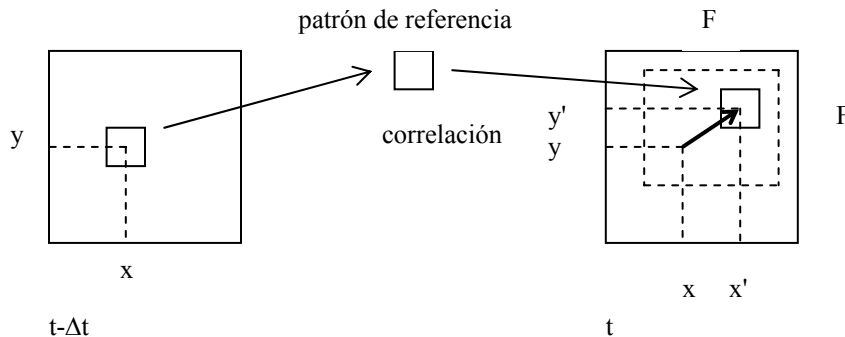 patrón de referencia
F
y
correlación
y'
y
F
x
x x'
t-Δt
t